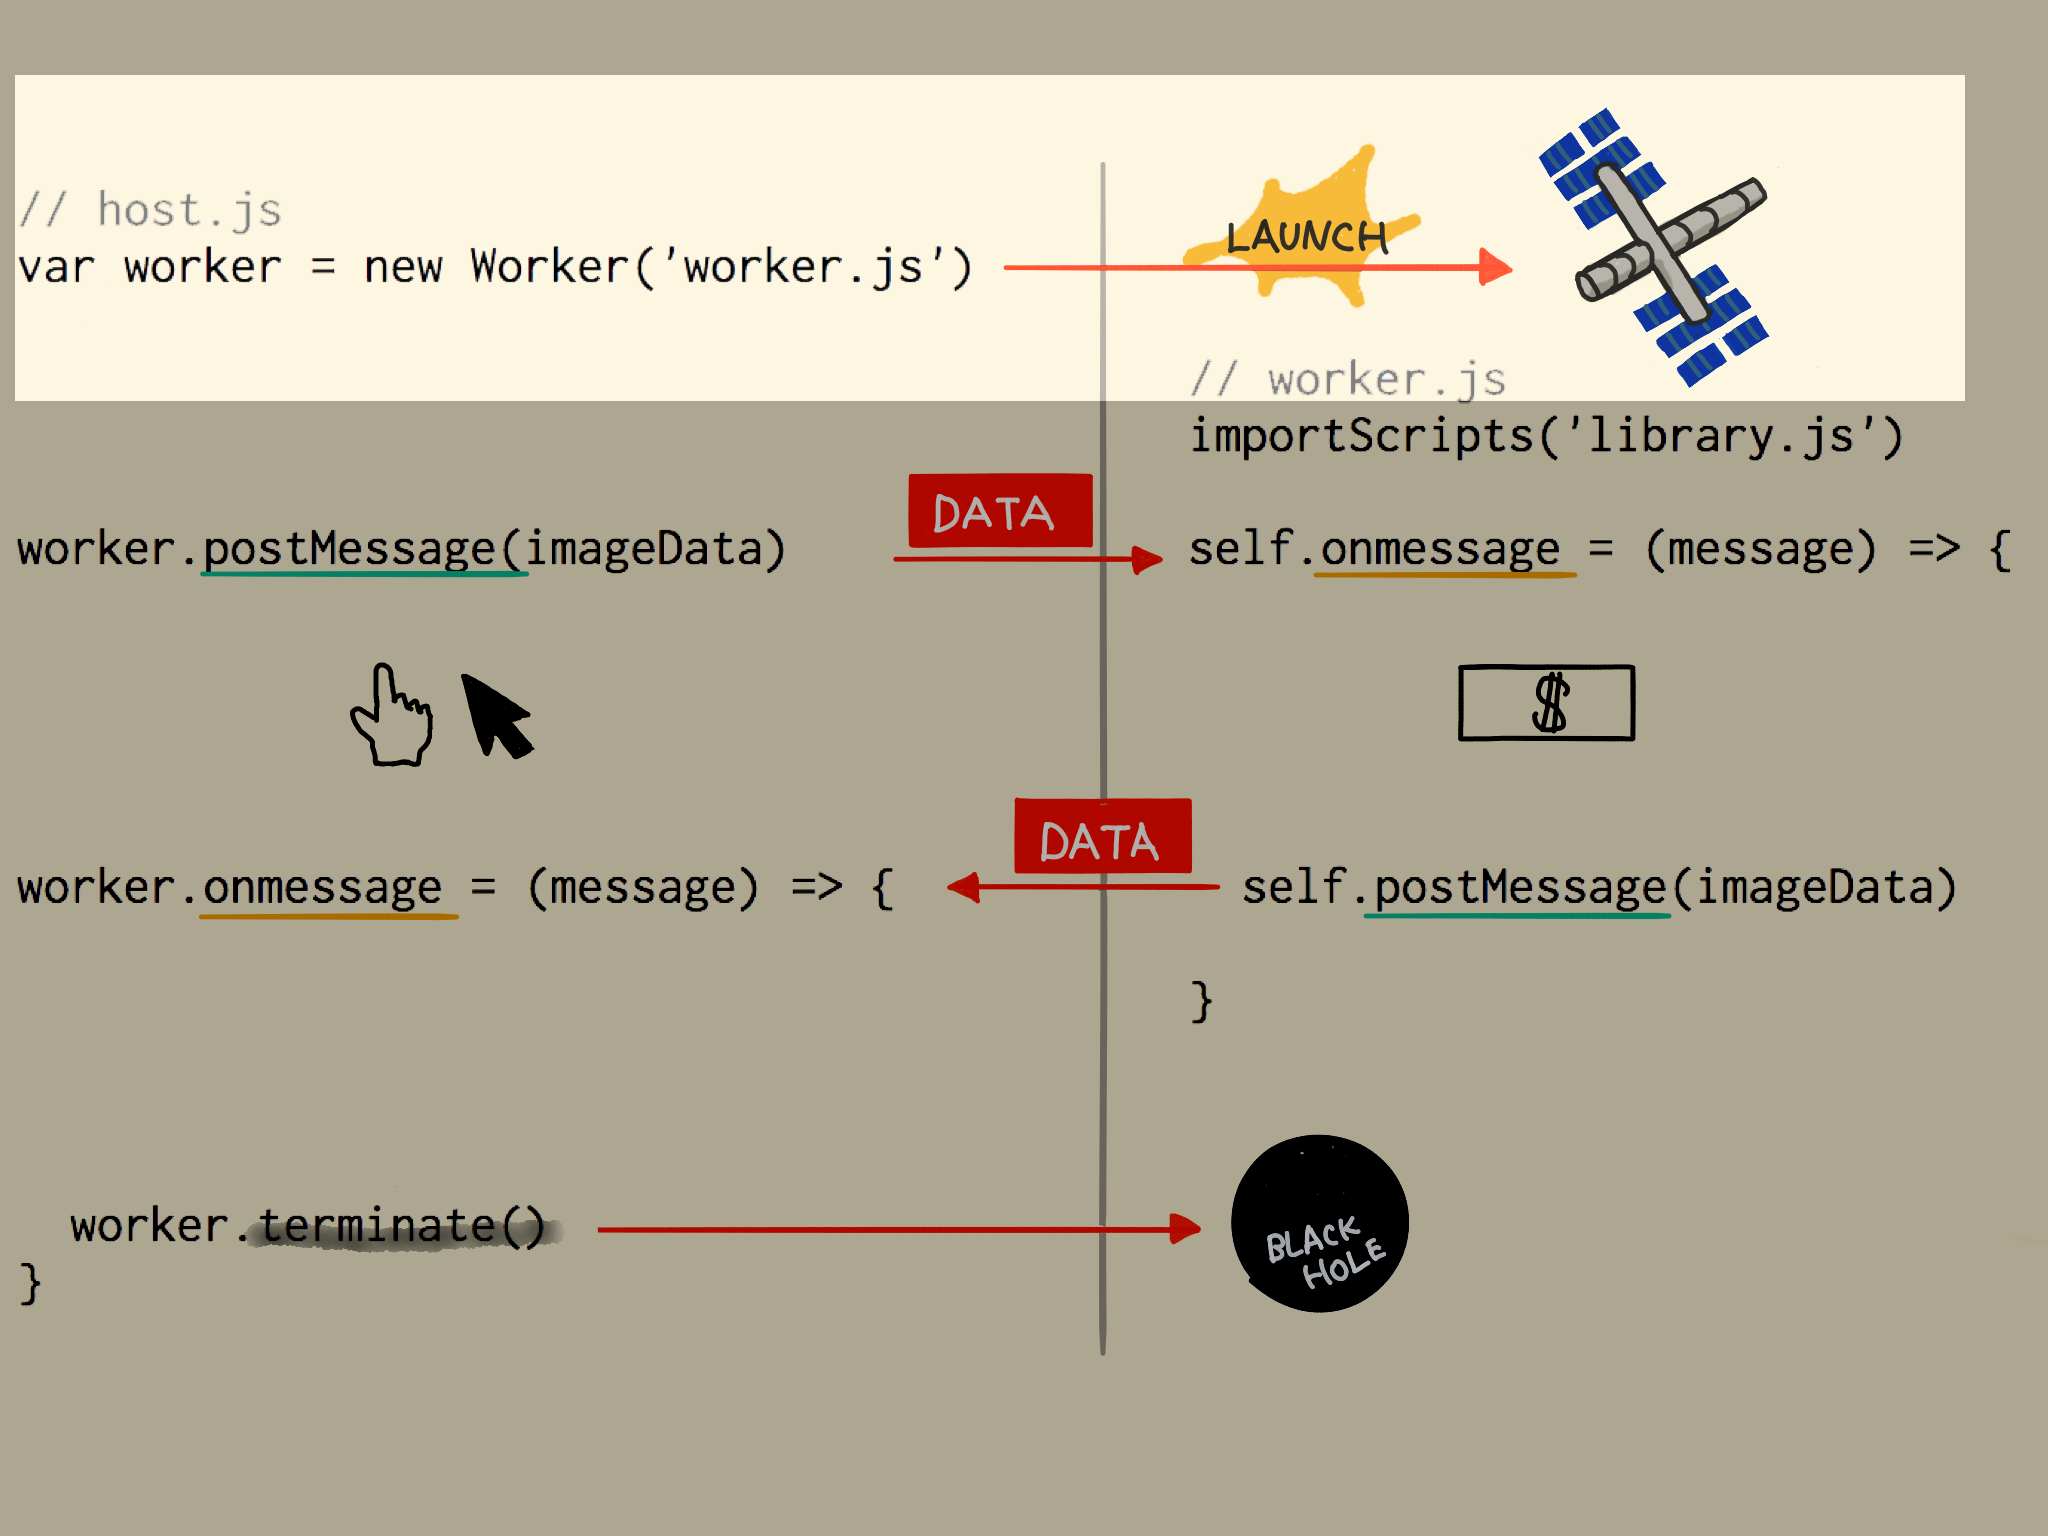 // host.js
var worker = new Worker('worker.js')
LAUNCH
// worker.js
importScripts('library.js')
worker.postMessage(imageData)
DATA
self.onmessage = (message) => {
$
worker.onmessage = (message) => {
DATA
self.postMessage(imageData)
}
worker.terminate()
BLACK
HOLE
}